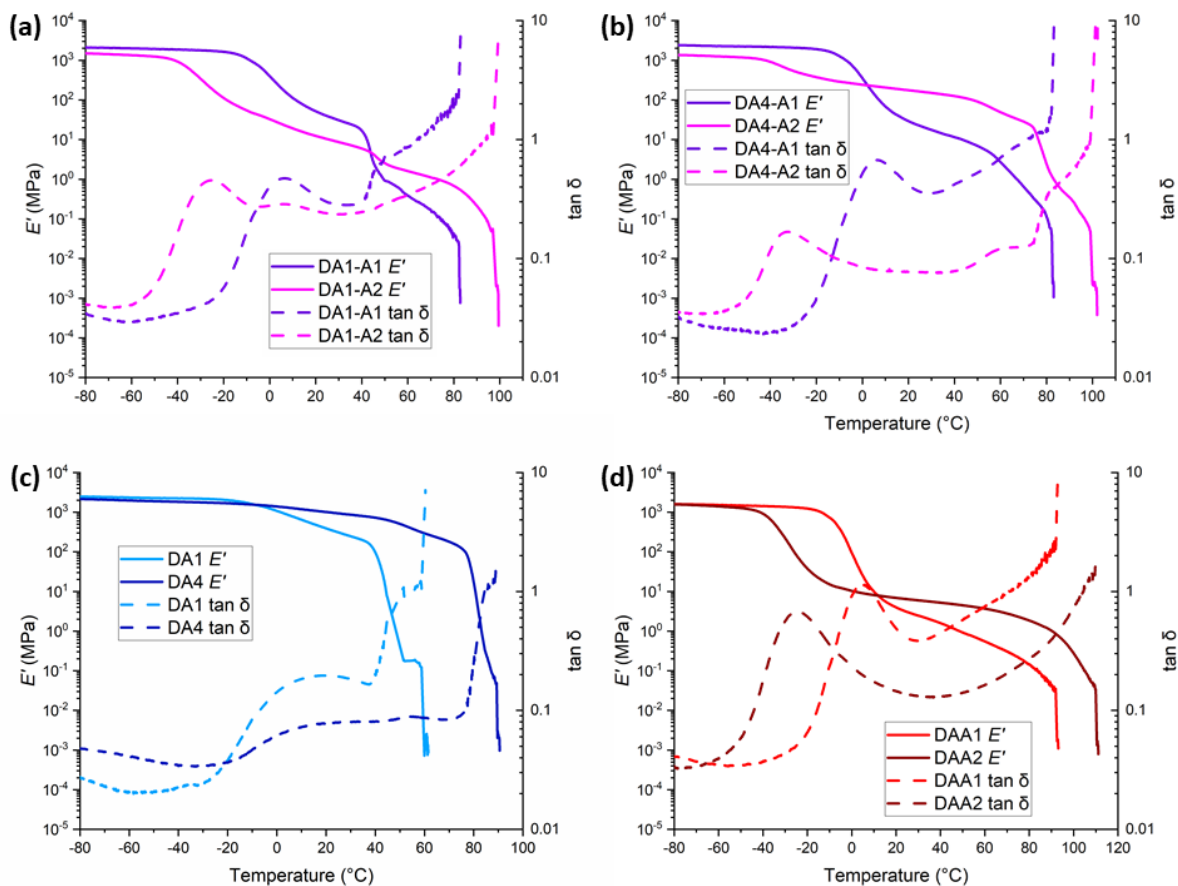 (a)
10⁴
10³
10²
10¹
10⁰
10⁻¹
10⁻²
10⁻³
10⁻⁴
10⁻⁵
E′ (MPa)
DA1-A1 E′
DA1-A2 E′
DA1-A1 tan δ
DA1-A2 tan δ
10
1
0.1
0.01
tan δ
-80 -60 -40 -20 0 20 40 60 80 100
(b)
10⁴
10³
10²
10¹
10⁰
10⁻¹
10⁻²
10⁻³
10⁻⁴
10⁻⁵
E′ (MPa)
DA4-A1 E′
DA4-A2 E′
DA4-A1 tan δ
DA4-A2 tan δ
10
1
0.1
0.01
tan δ
-80 -60 -40 -20 0 20 40 60 80 100
Temperature (°C)
(c)
10⁴
10³
10²
10¹
10⁰
10⁻¹
10⁻²
10⁻³
10⁻⁴
10⁻⁵
E′ (MPa)
DA1 E′
DA4 E′
DA1 tan δ
DA4 tan δ
10
1
0.1
0.01
tan δ
-80 -60 -40 -20 0 20 40 60 80 100
Temperature (°C)
(d)
10⁴
10³
10²
10¹
10⁰
10⁻¹
10⁻²
10⁻³
10⁻⁴
10⁻⁵
E′ (MPa)
DAA1 E′
DAA2 E′
DAA1 tan δ
DAA2 tan δ
10
1
0.1
0.01
tan δ
-80 -60 -40 -20 0 20 40 60 80 100 120
Temperature (°C)